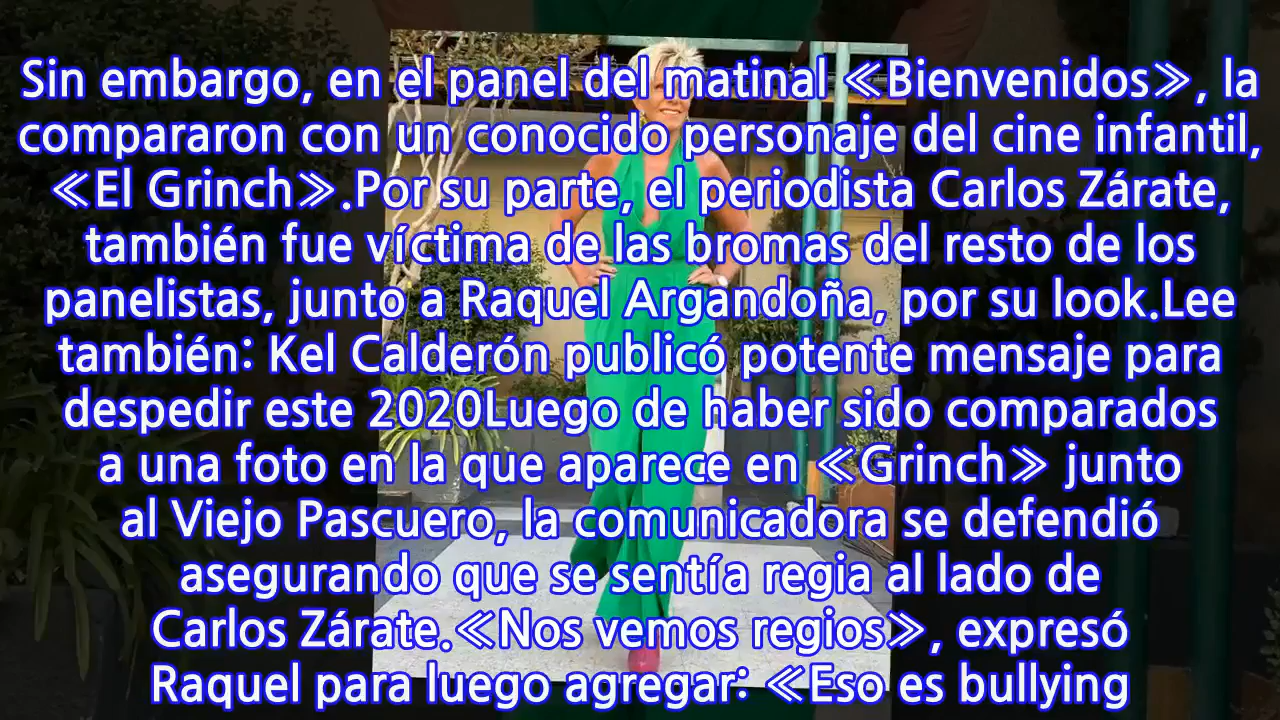 Sin embargo, en el panel del matinal ≪Bienvenidos≫, la
compararon con un conocido personaje del cine infantil,
≪El Grinch≫.Por su parte, el periodista Carlos Zárate,
también fue víctima de las bromas del resto de los
panelistas, junto a Raquel Argandoña, por su look.Lee
también: Kel Calderón publicó potente mensaje para
despedir este 2020Luego de haber sido comparados
a una foto en la que aparece en ≪Grinch≫ junto
al Viejo Pascuero, la comunicadora se defendió
asegurando que se sentía regia al lado de
Carlos Zárate.≪Nos vemos regios≫, expresó
Raquel para luego agregar: ≪Eso es bullying